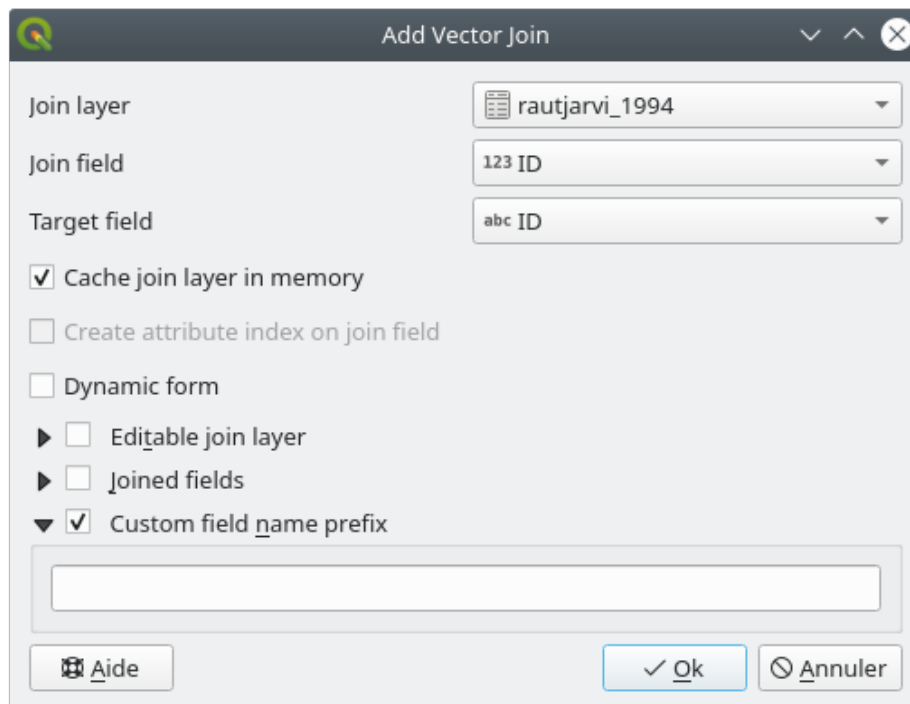 Add Vector Join
Join layer rautjarvi_1994
Join field 123 ID
Target field abc ID
Cache join layer in memory
Create attribute index on join field
Dynamic form
Editable join layer
Joined fields
Custom field name prefix
Aide Ok Annuler